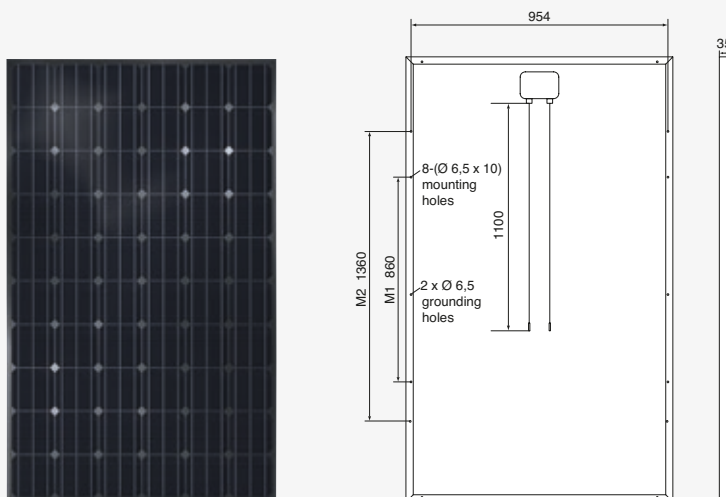 954
35
8-(Ø 6,5 x 10)
mounting
holes
1100
M2 1360
M1 860
2 x Ø 6,5
grounding
holes